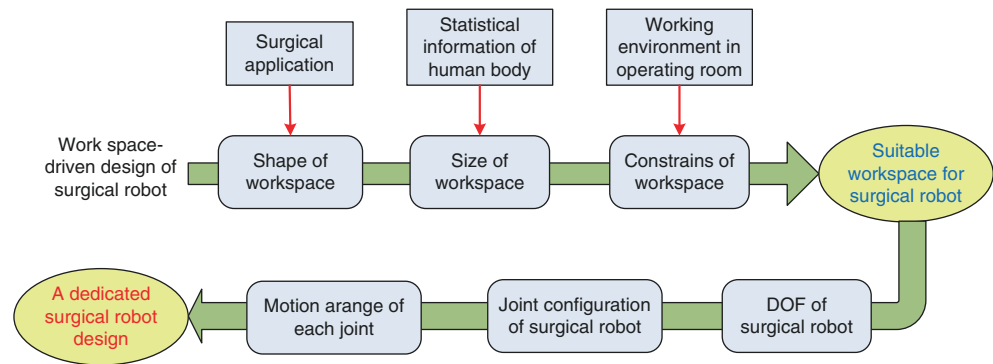 Surgical
application
Statistical
information of
human body
Working
environment in
operating room
Work space-
driven design of
surgical robot
Shape of
workspace
Size of
workspace
Constrains of
workspace
Suitable
workspace for
surgical robot
A dedicated
surgical robot
design
Motion arange of
each joint
Joint configuration
of surgical robot
DOF of
surgical robot